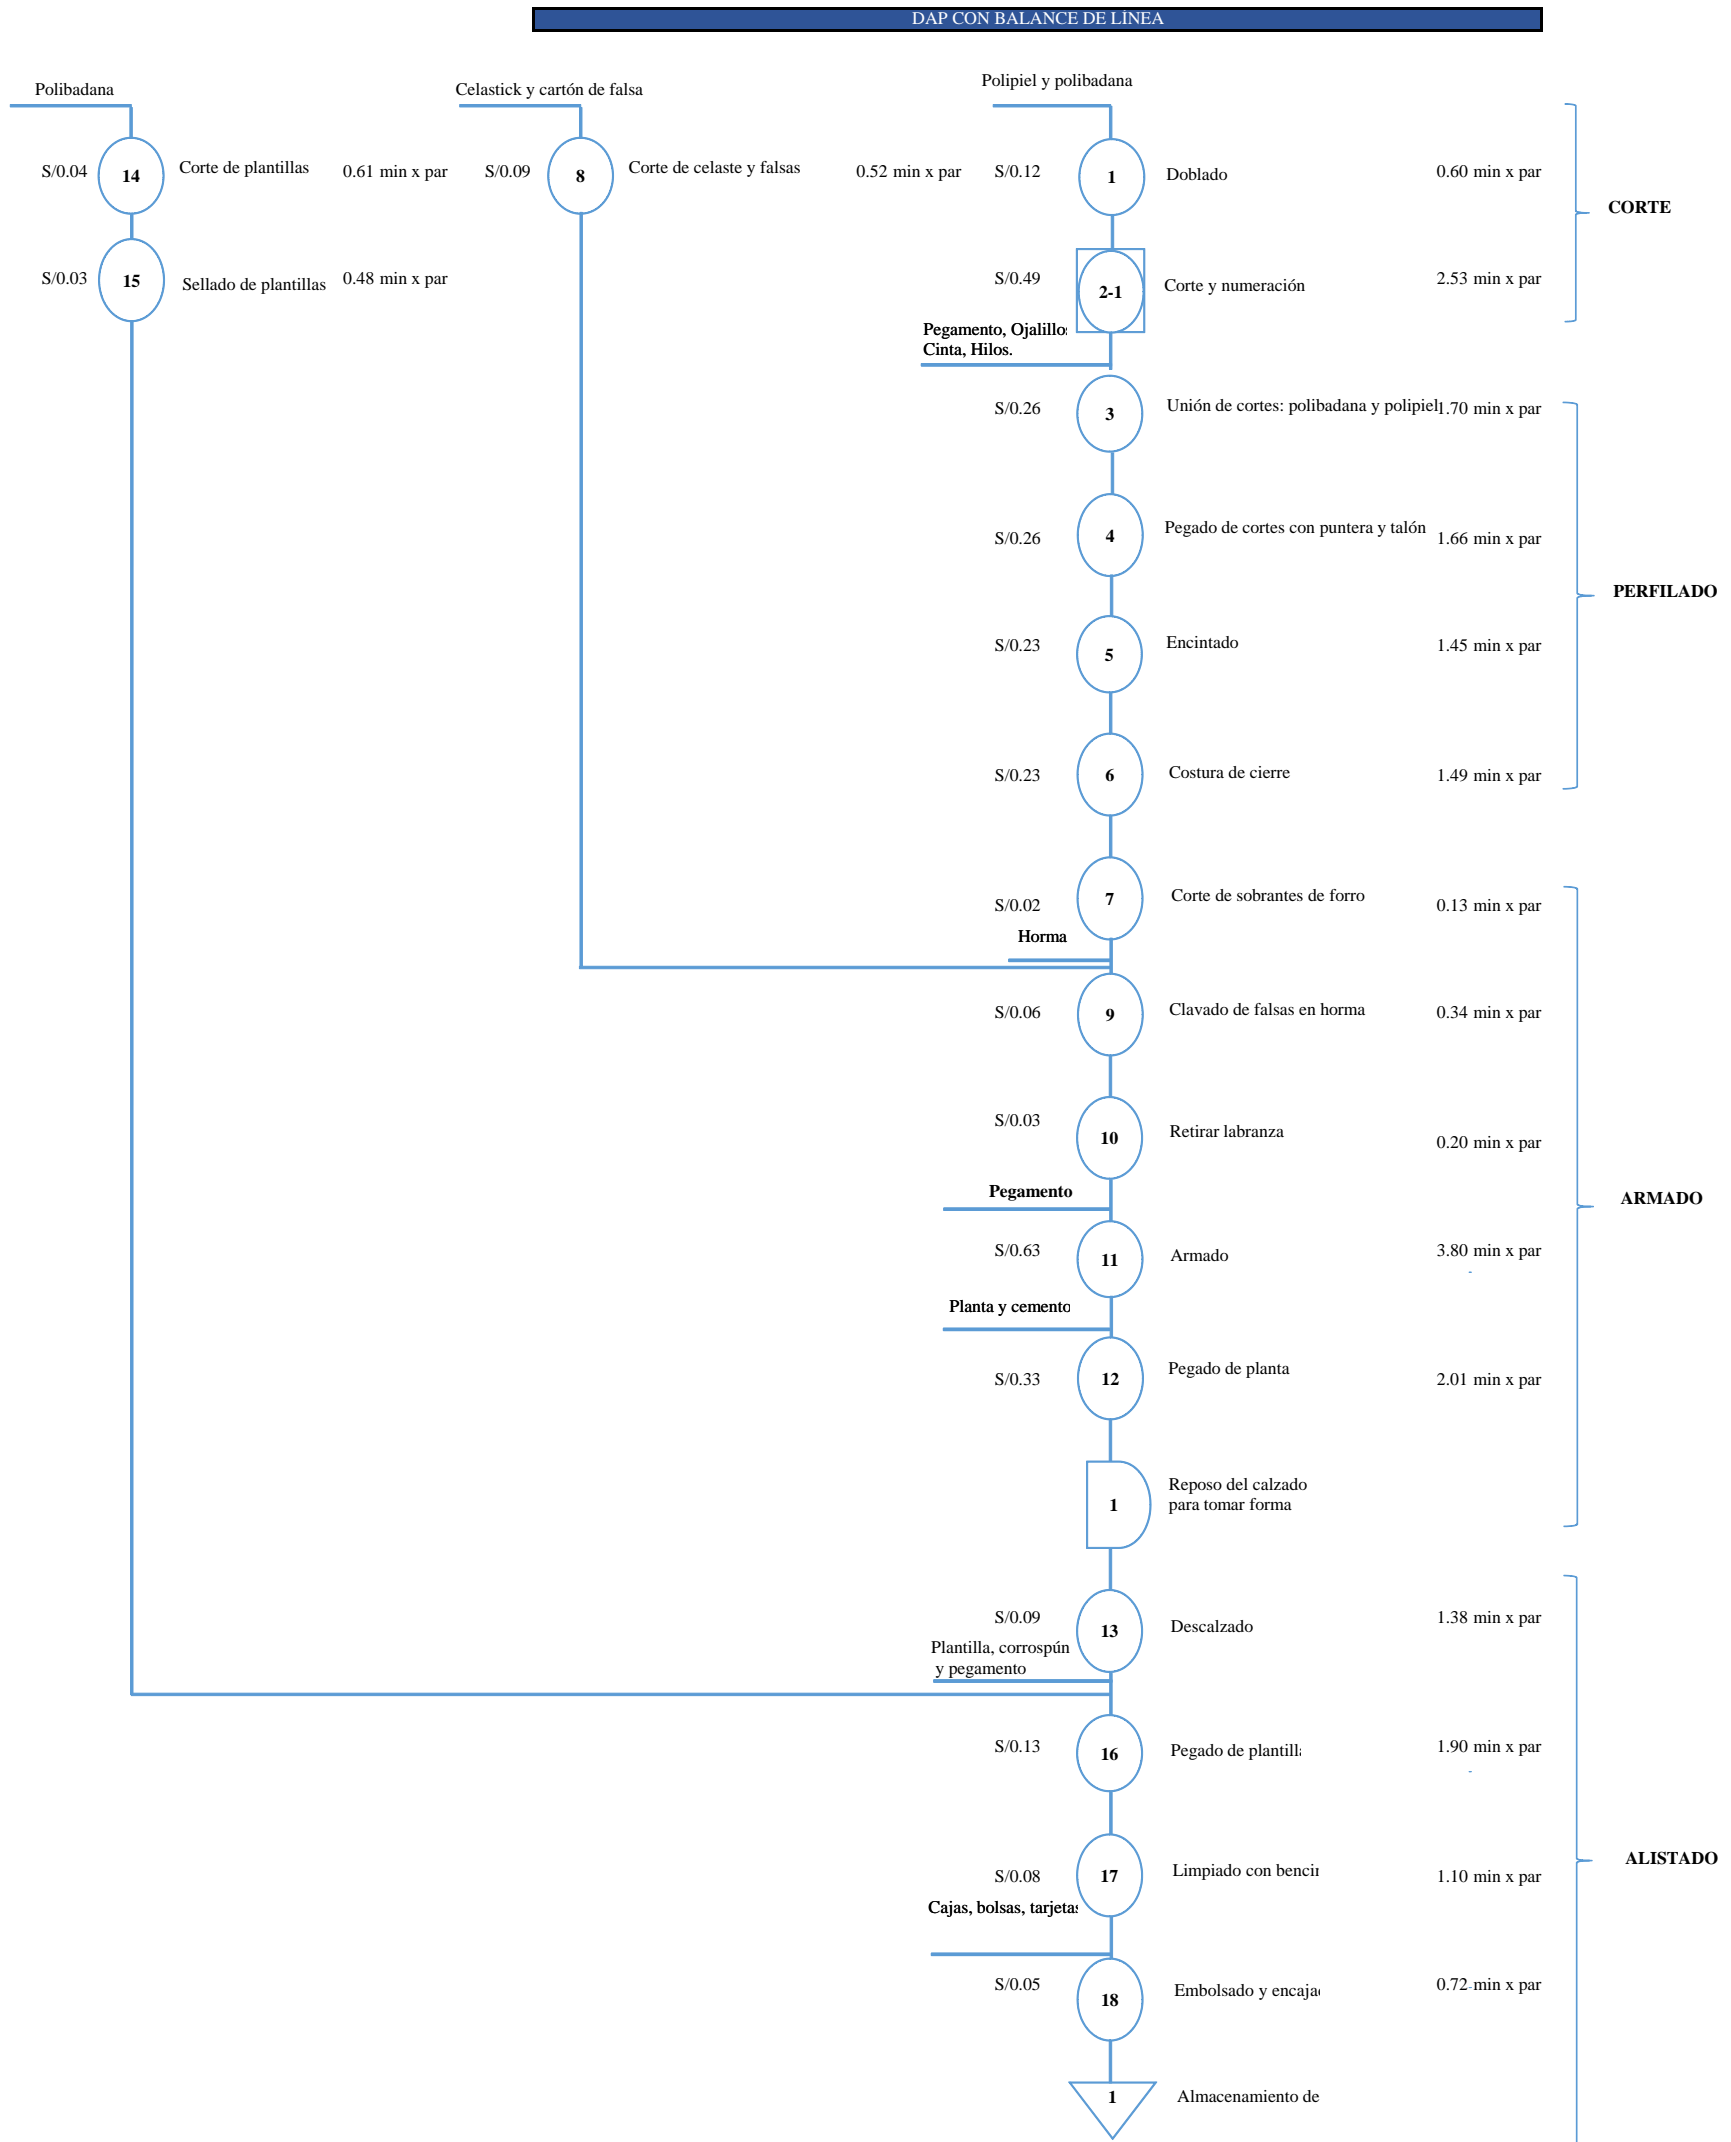 DAP CON BALANCE DE LÍNEA
Polibadana
Celastick y cartón de falsa
Polipiel y polibadana
S/0.04 14 Corte de plantillas 0.61 min x par
S/0.09 8 Corte de celaste y falsas 0.52 min x par
S/0.12 1 Doblado 0.60 min x par
CORTE
S/0.03 15 Sellado de plantillas 0.48 min x par
S/0.49 2-1 Corte y numeración 2.53 min x par
Pegamento, Ojalillo
Cinta, Hilos.
S/0.26 3 Unión de cortes: polibadana y polipiel 1.70 min x par
S/0.26 4 Pegado de cortes con puntera y talón 1.66 min x par
PERFILADO
S/0.23 5 Encintado 1.45 min x par
S/0.23 6 Costura de cierre 1.49 min x par
S/0.02 7 Corte de sobrantes de forro 0.13 min x par
Horma
S/0.06 9 Clavado de falsas en horma 0.34 min x par
S/0.03 10 Retirar labranza 0.20 min x par
Pegamento
ARMADO
S/0.63 11 Armado 3.80 min x par
Planta y cemento
S/0.33 12 Pegado de planta 2.01 min x par
1 Reposo del calzado
para tomar forma
S/0.09 13 Descalzado 1.38 min x par
Plantilla, corrospún
y pegamento
S/0.13 16 Pegado de plantill 1.90 min x par
ALISTADO
S/0.08 17 Limpiado con benci 1.10 min x par
Cajas, bolsas, tarjetas
S/0.05 18 Embolsado y encaja 0.72 min x par
1 Almacenamiento de